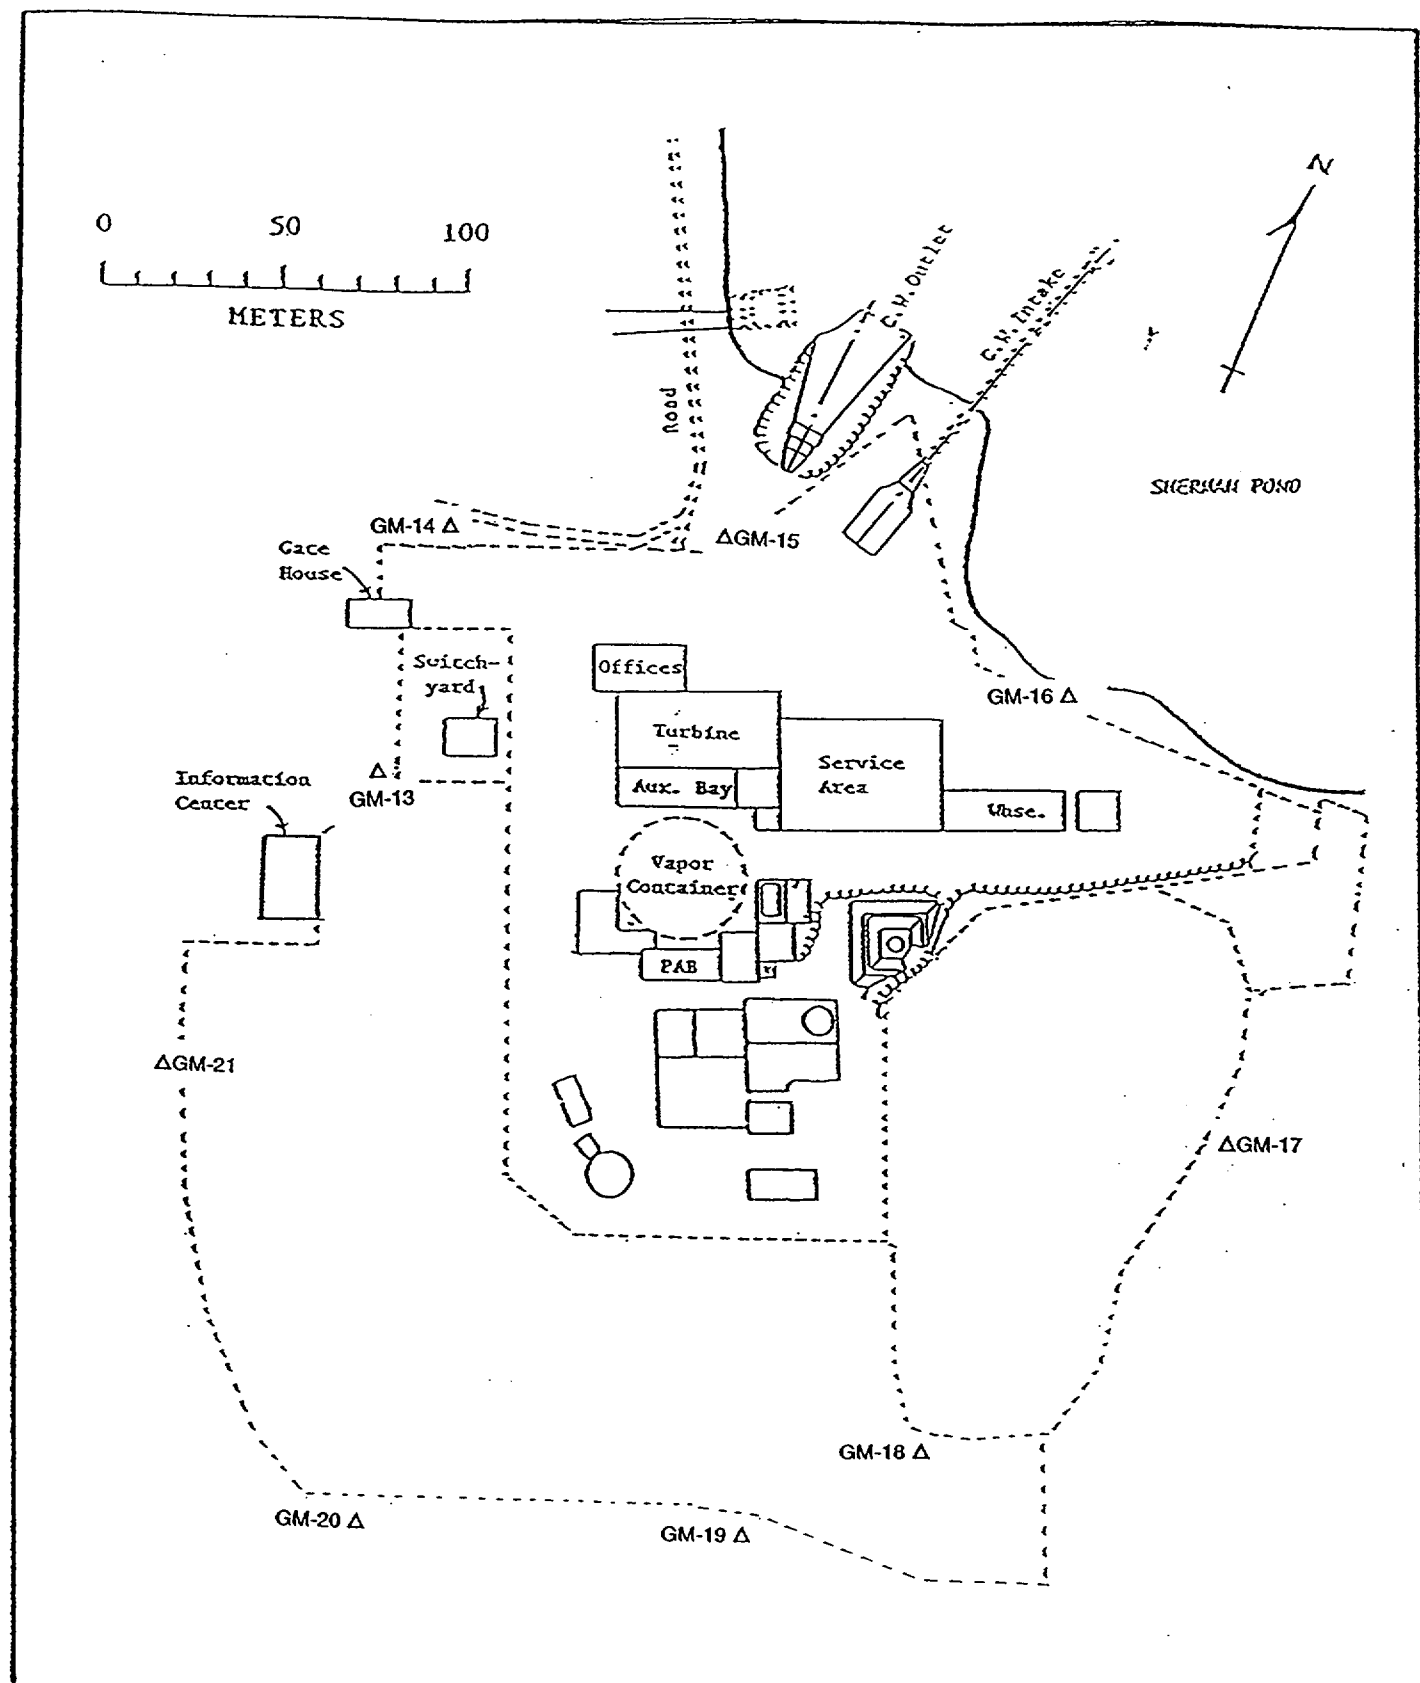 N
0 50 100
METERS
C.W. Outlet
C.W. Intake
Road
SHERMAN POND
GM-14
GM-15
Gate
House
Switch-
yard
Offices
GM-16
Turbine
Service
Area
Information
Center
GM-13
Aux. Bay
Whse.
Vapor
Container
PAB
GM-21
GM-17
GM-18
GM-20
GM-19